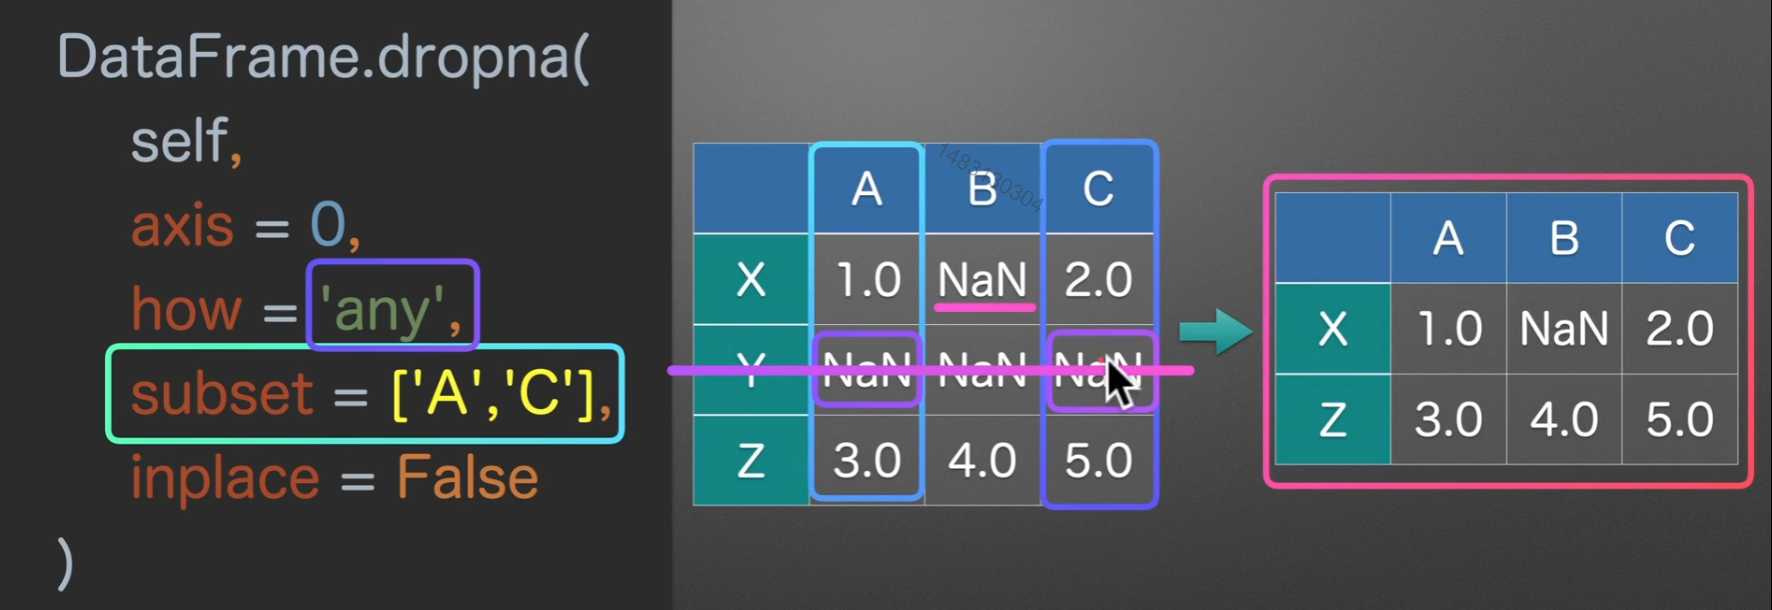 DataFrame.dropna(
self,
axis = 0,
how = 'any',
subset = ['A','C'],
inplace = False
)
A B C
X 1.0 NaN 2.0
Y NaN NaN NaN
Z 3.0 4.0 5.0
A B C
X 1.0 NaN 2.0
Z 3.0 4.0 5.0